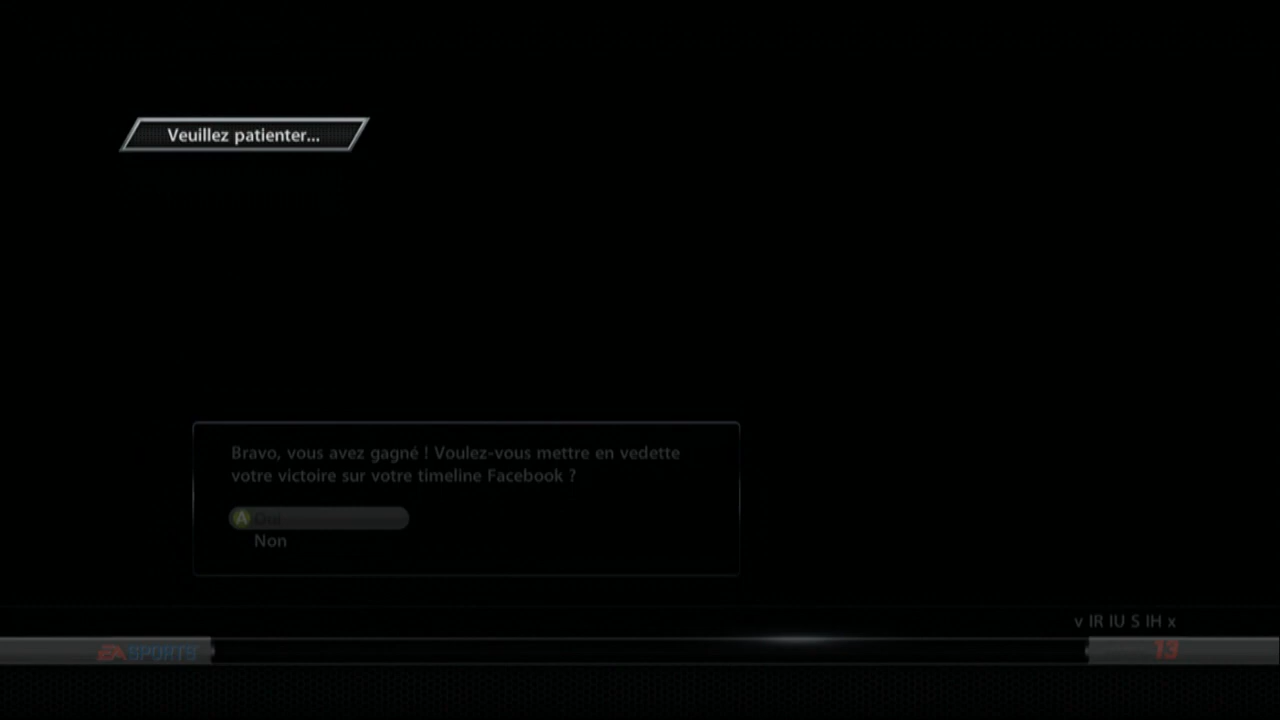 Veuillez patienter...
Bravo, vous avez gagné ! Voulez-vous mettre en vedette
votre victoire sur votre timeline Facebook ?
A Oui
Non
v IR IU S IH x
EA SPORTS
13